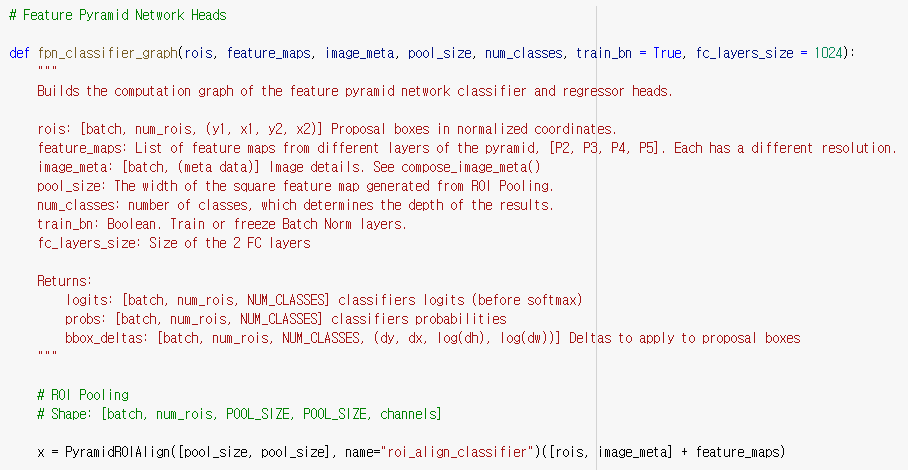 # Feature Pyramid Network Heads
def fpn_classifier_graph(rois, feature_maps, image_meta, pool_size, num_classes, train_bn = True, fc_layers_size = 1024):
"""
Builds the computation graph of the feature pyramid network classifier and regressor heads.
rois: [batch, num_rois, (y1, x1, y2, x2)] Proposal boxes in normalized coordinates.
feature_maps: List of feature maps from different layers of the pyramid, [P2, P3, P4, P5]. Each has a different resolution.
image_meta: [batch, (meta data)] Image details. See compose_image_meta()
pool_size: The width of the square feature map generated from ROI Pooling.
num_classes: number of classes, which determines the depth of the results.
train_bn: Boolean. Train or freeze Batch Norm layers.
fc_layers_size: Size of the 2 FC layers
Returns:
logits: [batch, num_rois, NUM_CLASSES] classifiers logits (before softmax)
probs: [batch, num_rois, NUM_CLASSES] classifiers probabilities
bbox_deltas: [batch, num_rois, NUM_CLASSES, (dy, dx, log(dh), log(dw))] Deltas to apply to proposal boxes
"""
# ROI Pooling
# Shape: [batch, num_rois, POOL_SIZE, POOL_SIZE, channels]
x = PyramidROIAlign([pool_size, pool_size], name="roi_align_classifier")([rois, image_meta] + feature_maps)